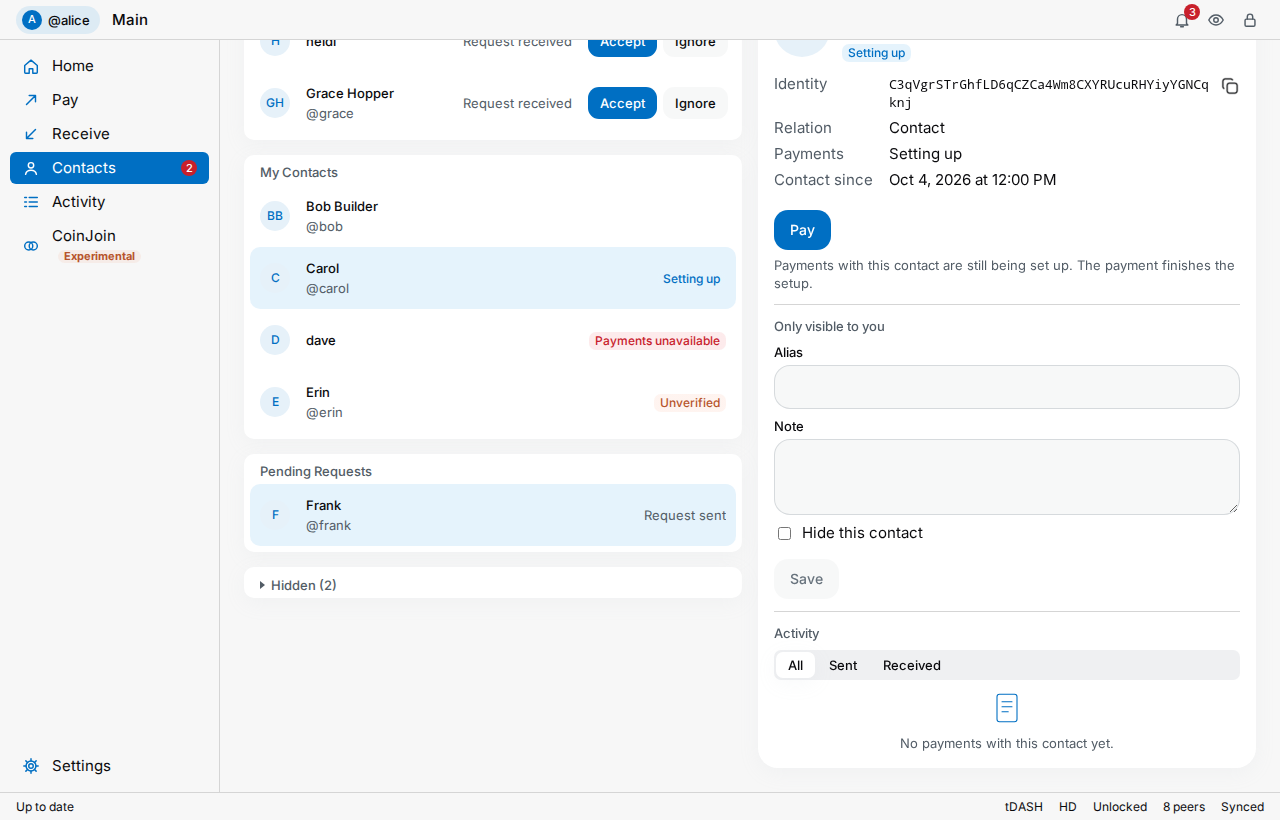 A @alice Main 3
Home
Pay
Receive
Contacts 2
Activity
CoinJoin
Experimental
Settings
H heidi Request received Accept Ignore
GH Grace Hopper
@grace Request received Accept Ignore
My Contacts
BB Bob Builder
@bob
C Carol
@carol Setting up
D dave Payments unavailable
E Erin
@erin Unverified
Pending Requests
F Frank
@frank Request sent
Hidden (2)
Setting up
Identity C3qVgrSTrGhfLD6qCZCa4Wm8CXYRUcuRHYiyYGNCq
knj
Relation Contact
Payments Setting up
Contact since Oct 4, 2026 at 12:00 PM
Pay
Payments with this contact are still being set up. The payment finishes the
setup.
Only visible to you
Alias
Note
Hide this contact
Save
Activity
All Sent Received
No payments with this contact yet.
Up to date tDASH HD Unlocked 8 peers Synced